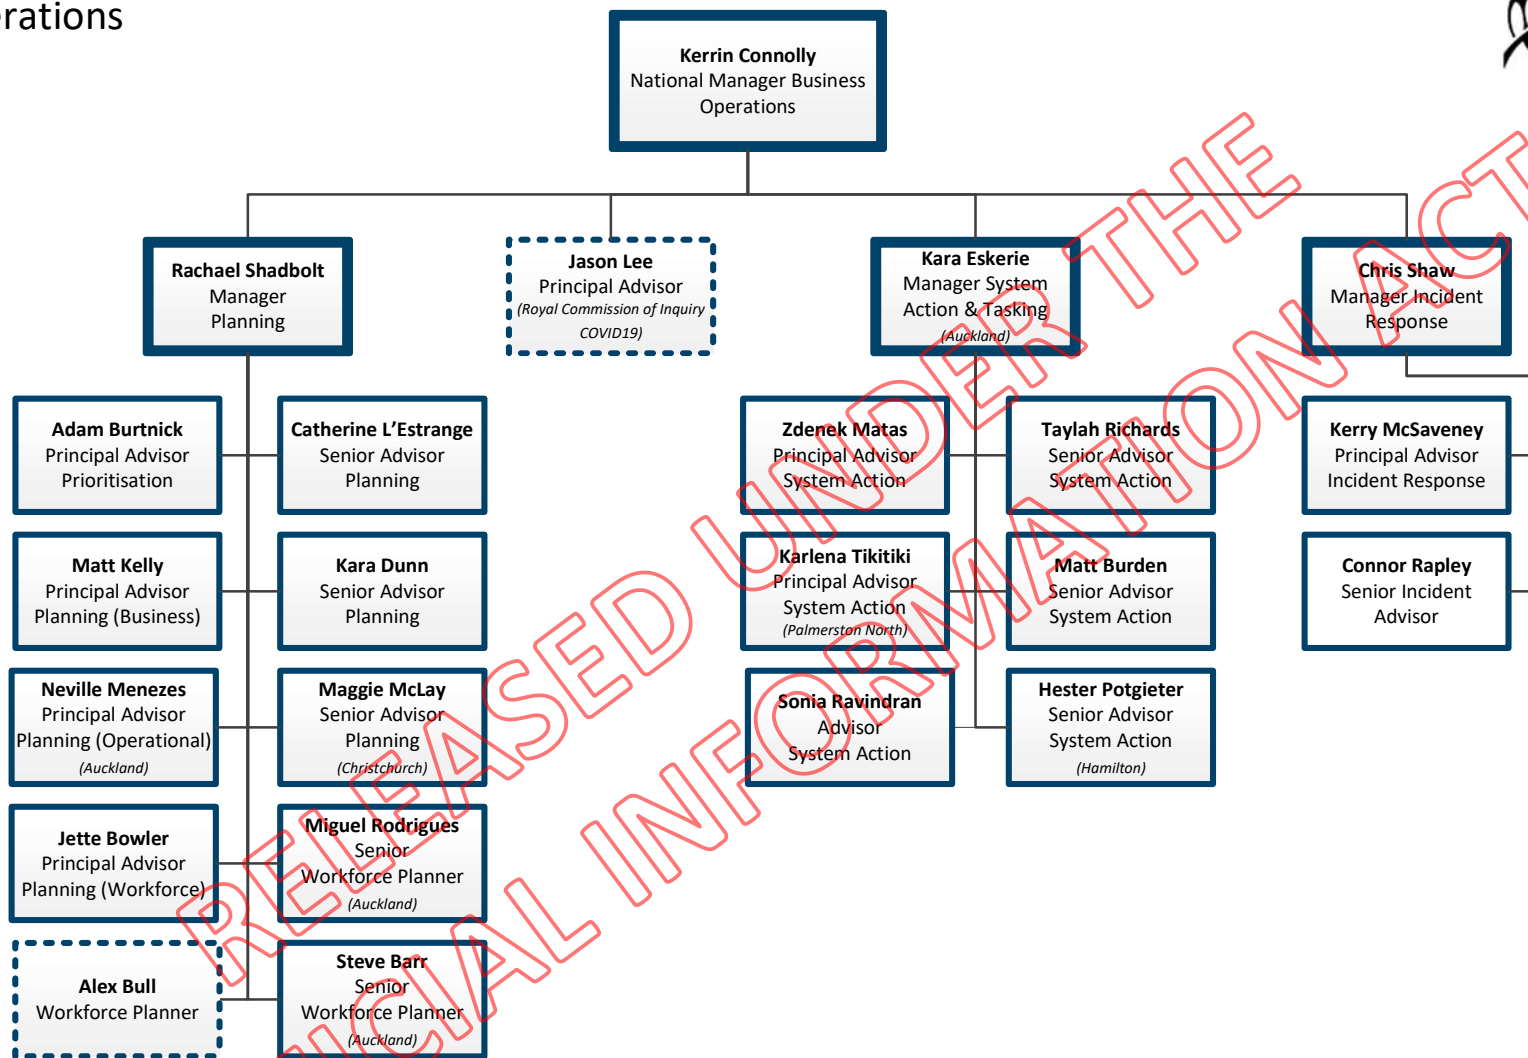 erations
Kerrin Connolly
National Manager Business
Operations
Rachael Shadbolt
Manager
Planning
Jason Lee
Principal Advisor
(Royal Commission of Inquiry
COVID19)
Kara Eskerie
Manager System
Action & Tasking
(Auckland)
Chris Shaw
Manager Incident
Response
Adam Burtnick
Principal Advisor
Prioritisation
Catherine L’Estrange
Senior Advisor
Planning
Zdenek Matas
Principal Advisor
System Action
Taylah Richards
Senior Advisor
System Action
Kerry McSaveney
Principal Advisor
Incident Response
Matt Kelly
Principal Advisor
Planning (Business)
Kara Dunn
Senior Advisor
Planning
Karlena Tikitiki
Principal Advisor
System Action
(Palmerston North)
Matt Burden
Senior Advisor
System Action
Connor Rapley
Senior Incident
Advisor
Neville Menezes
Principal Advisor
Planning (Operational)
(Auckland)
Maggie McLay
Senior Advisor
Planning
(Christchurch)
Sonia Ravindran
Advisor
System Action
Hester Potgieter
Senior Advisor
System Action
(Hamilton)
Jette Bowler
Principal Advisor
Planning (Workforce)
Miguel Rodrigues
Senior
Workforce Planner
(Auckland)
Alex Bull
Workforce Planner
Steve Barr
Senior
Workforce Planner
(Auckland)
RELEASED UNDER THE
ICIAL INFORMATION ACT